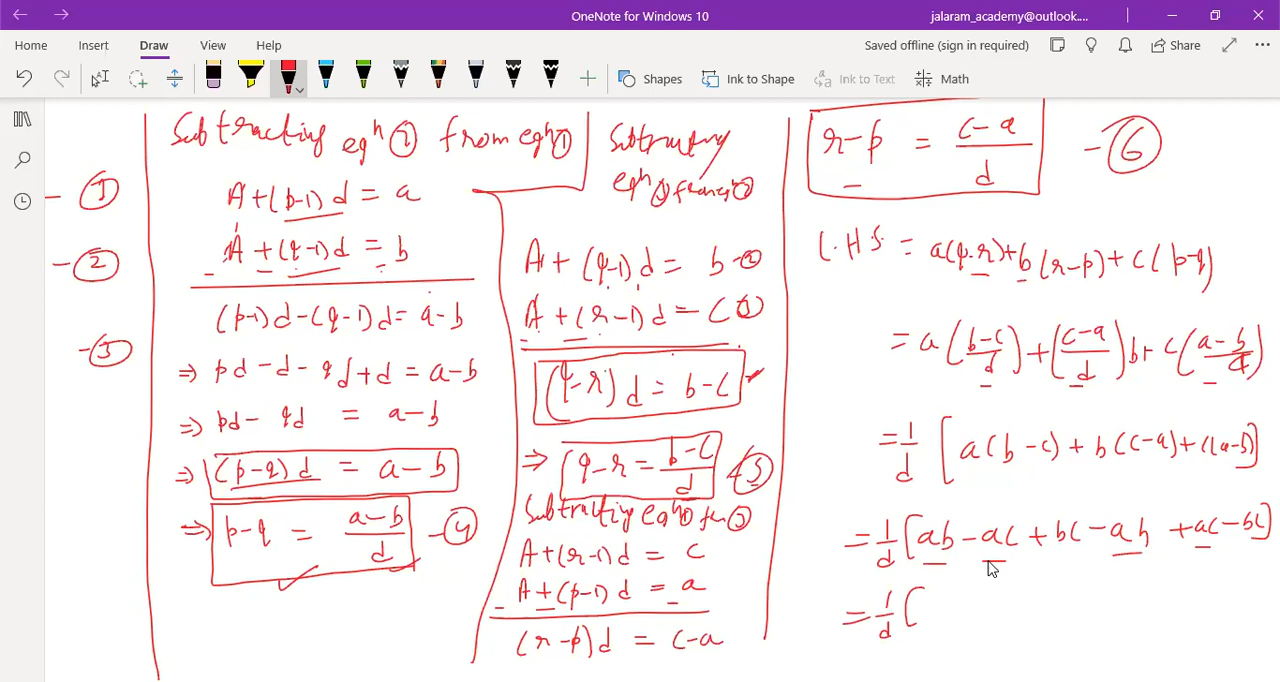 OneNote for Windows 10
jalaram_academy@outlook....
Home Insert Draw View Help
Saved offline (sign in required)
Share
Shapes
Ink to Shape
Ink to Text
Math
- ①
- ②
- ③
Subtracting eqn ② from eqn ①
A+(p-1)d = a
A+(q-1)d = b
(p-1)d-(q-1)d = a-b
⇒ pd-d-qd+d = a-b
⇒ pd-qd = a-b
⇒ (p-q)d = a-b
⇒ p-q = (a-b)/d - ④
Subtracting
A+(q-1)d = b - ②
A+(r-1)d = c
(q-r)d = b-c
⇒ q-r = (b-c)/d - ⑤
Subtracting
A+(r-1)d = c
A+(p-1)d = a
(r-p)d = c-a
r-p = (c-a)/d - ⑥
L.H.S. = a(q-r)+b(r-p)+c(p-q)
= a((b-c)/d)+((c-a)/d)b+c((a-b)/d)
= 1/d [a(b-c)+b(c-a)+c(a-b)]
= 1/d [ab-ac+bc-ab+ac-bc]
= 1/d [